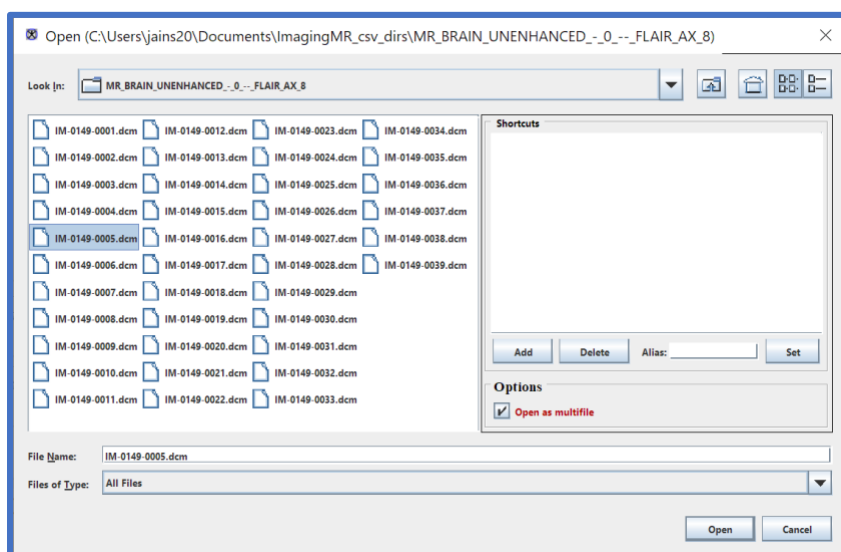 Open (C:\Users\jains20\Documents\ImagingMR_csv_dirs\MR_BRAIN_UNENHANCED_-_0_--_FLAIR_AX_8)
Look In: MR_BRAIN_UNENHANCED_-_0_--_FLAIR_AX_8
IM-0149-0001.dcm IM-0149-0012.dcm IM-0149-0023.dcm IM-0149-0034.dcm
IM-0149-0002.dcm IM-0149-0013.dcm IM-0149-0024.dcm IM-0149-0035.dcm
IM-0149-0003.dcm IM-0149-0014.dcm IM-0149-0025.dcm IM-0149-0036.dcm
IM-0149-0004.dcm IM-0149-0015.dcm IM-0149-0026.dcm IM-0149-0037.dcm
IM-0149-0005.dcm IM-0149-0016.dcm IM-0149-0027.dcm IM-0149-0038.dcm
IM-0149-0006.dcm IM-0149-0017.dcm IM-0149-0028.dcm IM-0149-0039.dcm
IM-0149-0007.dcm IM-0149-0018.dcm IM-0149-0029.dcm
IM-0149-0008.dcm IM-0149-0019.dcm IM-0149-0030.dcm
IM-0149-0009.dcm IM-0149-0020.dcm IM-0149-0031.dcm
IM-0149-0010.dcm IM-0149-0021.dcm IM-0149-0032.dcm
IM-0149-0011.dcm IM-0149-0022.dcm IM-0149-0033.dcm
Shortcuts
Add Delete Alias: Set
Options
Open as multifile
File Name: IM-0149-0005.dcm
Files of Type: All Files
Open Cancel